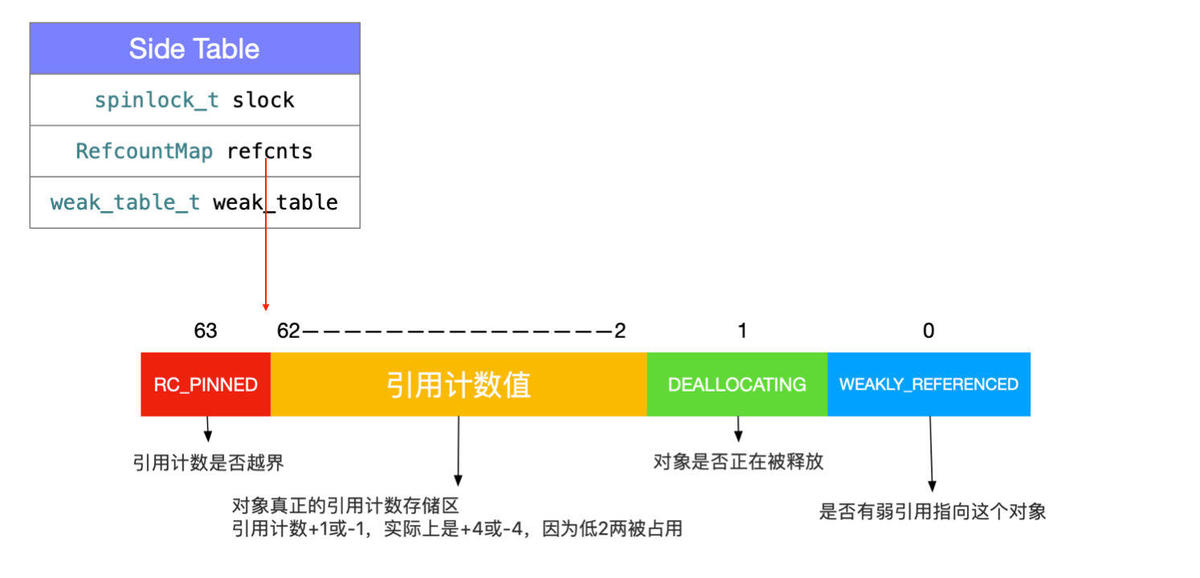 Side Table
spinlock_t slock
RefcountMap refcnts
weak_table_t weak_table
63 62———————————————2 1 0
RC_PINNED 引用计数值 DEALLOCATING WEAKLY_REFERENCED
引用计数是否越界
对象是否正在被释放
对象真正的引用计数存储区
引用计数+1或-1，实际上是+4或-4，因为低2两被占用
是否有弱引用指向这个对象